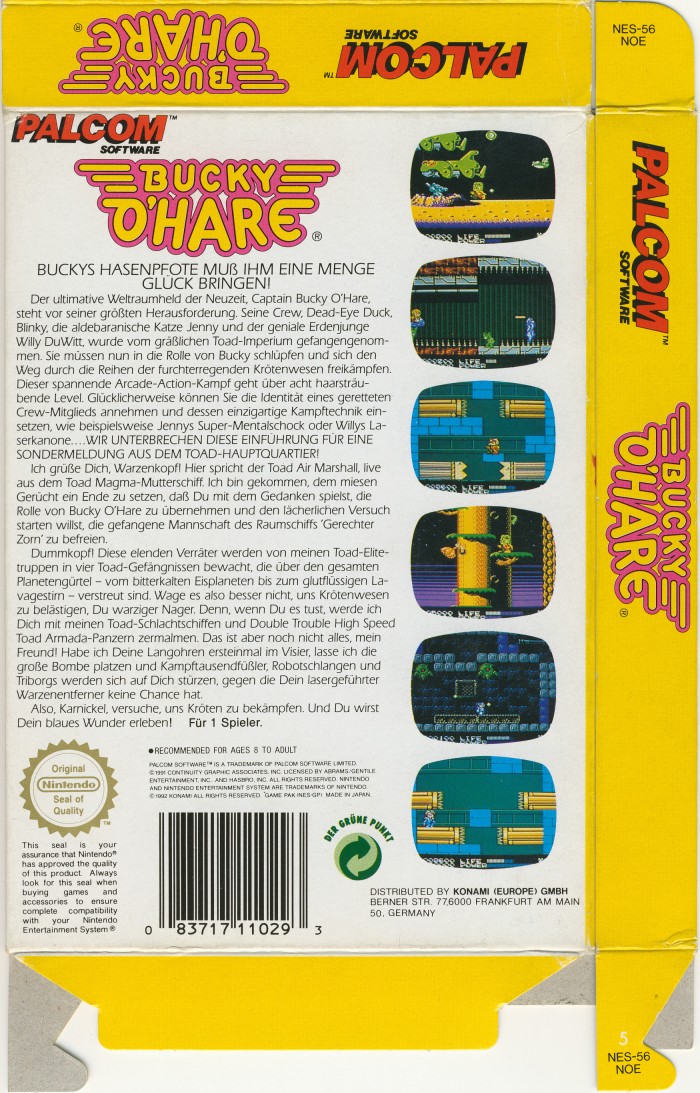 BUCKY
O'HARE
®
PALCOM™
SOFTWARE
NES-56
NOE
PALCOM™
SOFTWARE
BUCKY
O'HARE®
BUCKYS HASENPFOTE MUß IHM EINE MENGE
GLÜCK BRINGEN!
Der ultimative Weltraumheld der Neuzeit, Captain Bucky O'Hare,
steht vor seiner größten Herausforderung. Seine Crew, Dead-Eye Duck,
Blinky, die aldebaranische Katze Jenny und der geniale Erdenjunge
Willy DuWitt, wurde vom gräßlichen Toad-Imperium gefangengenom-
men. Sie müssen nun in die Rolle von Bucky schlüpfen und sich den
Weg durch die Reihen der furchterregenden Krötenwesen freikämpfen.
Dieser spannende Arcade-Action-Kampf geht über acht haarsträu-
bende Level. Glücklicherweise können Sie die Identität eines geretteten
Crew-Mitglieds annehmen und dessen einzigartige Kampftechnik ein-
setzen, wie beispielsweise Jennys Super-Mentalschock oder Willys La-
serkanone....WIR UNTERBRECHEN DIESE EINFÜHRUNG FÜR EINE
SONDERMELDUNG AUS DEM TOAD-HAUPTQUARTIER!
Ich grüße Dich, Warzenkopf! Hier spricht der Toad Air Marshall, live
aus dem Toad Magma-Mutterschiff. Ich bin gekommen, dem miesen
Gerücht ein Ende zu setzen, daß Du mit dem Gedanken spielst, die
Rolle von Bucky O'Hare zu übernehmen und den lächerlichen Versuch
starten willst, die gefangene Mannschaft des Raumschiffs 'Gerechter
Zorn' zu befreien.
Dummkopf! Diese elenden Verräter werden von meinen Toad-Elite-
truppen in vier Toad-Gefängnissen bewacht, die über den gesamten
Planetengürtel – vom bitterkalten Eisplaneten bis zum glutflüssigen La-
vagestirn – verstreut sind. Wage es also besser nicht, uns Krötenwesen
zu belästigen, Du warziger Nager. Denn, wenn Du es tust, werde ich
Dich mit meinen Toad-Schlachtschiffen und Double Trouble High Speed
Toad Armada-Panzern zermalmen. Das ist aber noch nicht alles, mein
Freund! Habe ich Deine Langohren ersteinmal im Visier, lasse ich die
große Bombe platzen und Kampftausendfüßler, Robotschlangen und
Triborgs werden sich auf Dich stürzen, gegen die Dein lasergeführter
Warzenentferner keine Chance hat.
Also, Karnickel, versuche, uns Kröten zu bekämpfen. Und Du wirst
Dein blaues Wunder erleben! Für 1 Spieler.
LIFE
POWER
LIFE
POWER
LIFE
POWER
LIFE
POWER
LIFE
POWER
LIFE
POWER
Original
Nintendo
Seal of
Quality
™
This seal is your
assurance that Nintendo®
has approved the quality
of this product. Always
look for this seal when
buying games and
accessories to ensure
complete compatibility
with your Nintendo
Entertainment System®
●RECOMMENDED FOR AGES 8 TO ADULT
PALCOM SOFTWARE™ IS A TRADEMARK OF PALCOM SOFTWARE LIMITED.
©1991 CONTINUITY GRAPHIC ASSOCIATES, INC. LICENSED BY ABRAMS/GENTILE
ENTERTAINMENT, INC. AND HASBRO, INC. ALL RIGHTS RESERVED. NINTENDO
AND NINTENDO ENTERTAINMENT SYSTEM ARE TRADEMARKS OF NINTENDO.
© 1992 KONAMI ALL RIGHTS RESERVED. "GAME PAK (NES-GP)" MADE IN JAPAN.
0 83717 11029 3
DER GRÜNE PUNKT
DISTRIBUTED BY KONAMI (EUROPE) GMBH
BERNER STR. 77,6000 FRANKFURT AM MAIN
50. GERMANY
PALCOM™
SOFTWARE
BUCKY
O'HARE®
5
NES-56
NOE